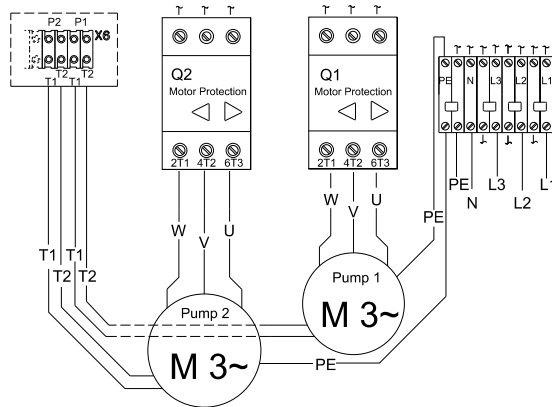 P2 P1
X6
T2 T2
T1 T1
Q2
Motor Protection
2T1 4T2 6T3
Q1
Motor Protection
2T1 4T2 6T3
PE N L3 L2 L1
PE L3 L1
N L2
W V U
W V U
PE
T1 T1
T2 T2
Pump 1
M 3~
Pump 2
M 3~
PE